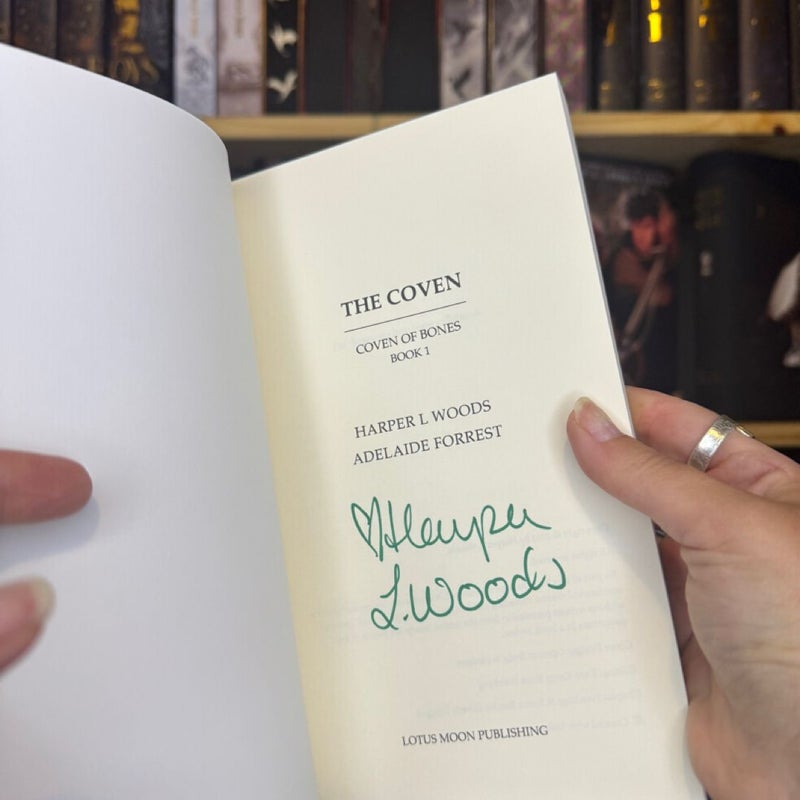 THE COVEN
COVEN OF BONES
BOOK 1
HARPER L WOODS
ADELAIDE FORREST
♡Harper
L.Woods
LOTUS MOON PUBLISHING